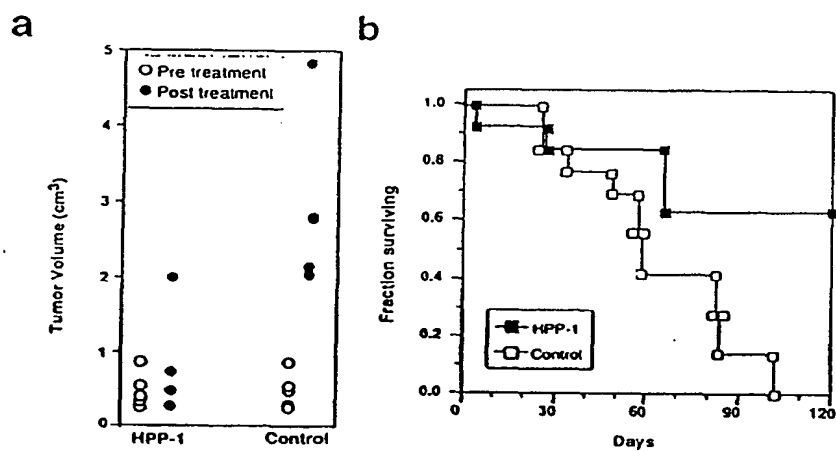 a
b
Tumor Volume (cm³)
5
4
3
2
1
0
Pre treatment
Post treatment
HPP-1
Control
Fraction surviving
1.0
0.8
0.6
0.4
0.2
0.0
HPP-1
Control
0
30
60
90
120
Days